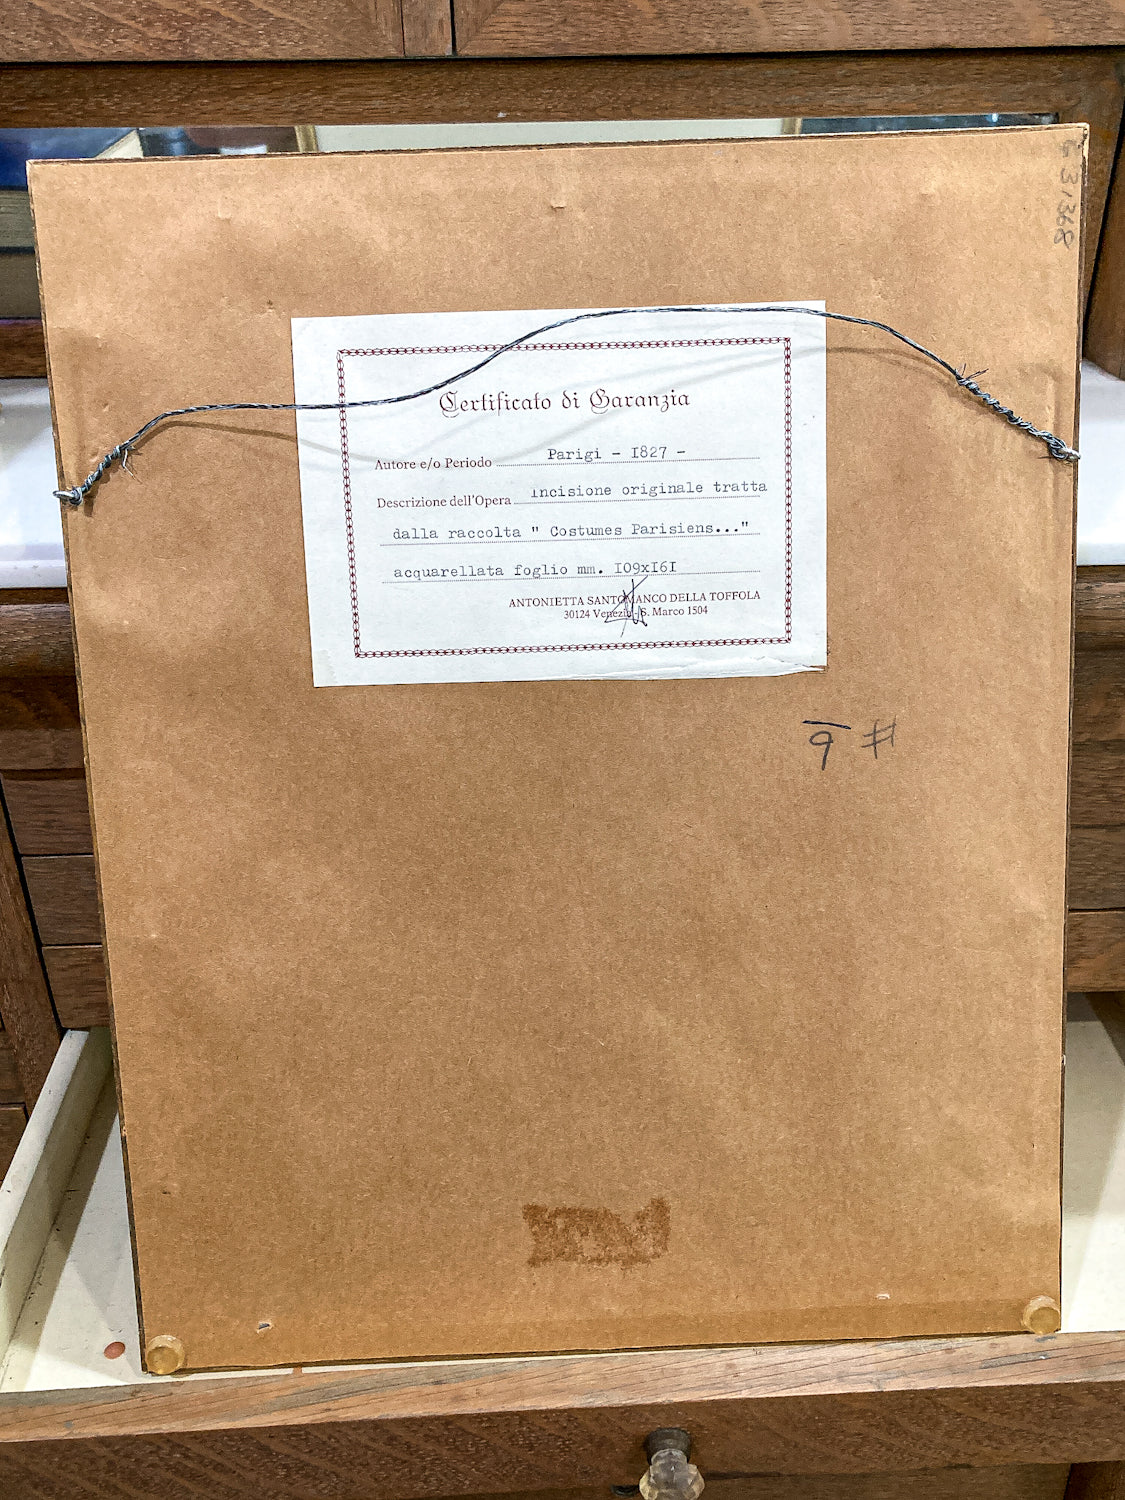 Certificato di Garanzia
Autore e/o Periodo Parigi - I827 -
Descrizione dell'Opera incisione originale tratta
dalla raccolta " Costumes Parisiens..."
acquarellata foglio mm. I09xI6I
ANTONIETTA SANTOMANCO DELLA TOFFOLA
30124 Venezia - S. Marco 1504
31368
9 #